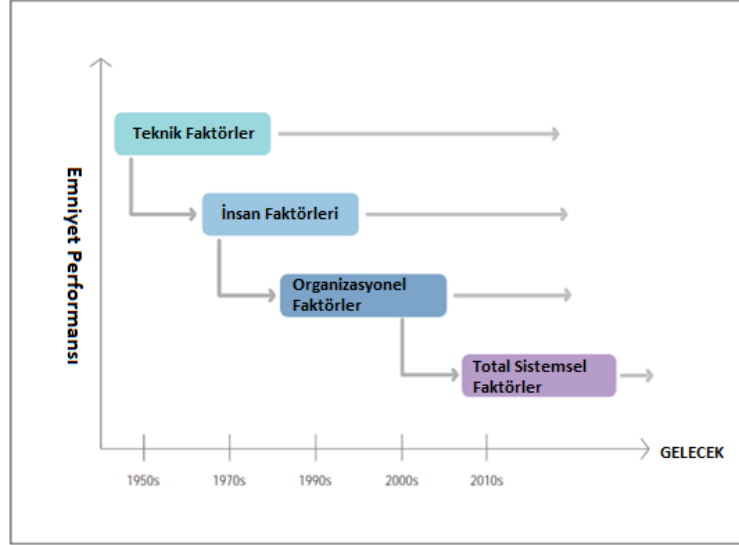 Emniyet Performansı
Teknik Faktörler
İnsan Faktörleri
Organizasyonel
Faktörler
Total Sistemsel
Faktörler
GELECEK
1950s
1970s
1990s
2000s
2010s